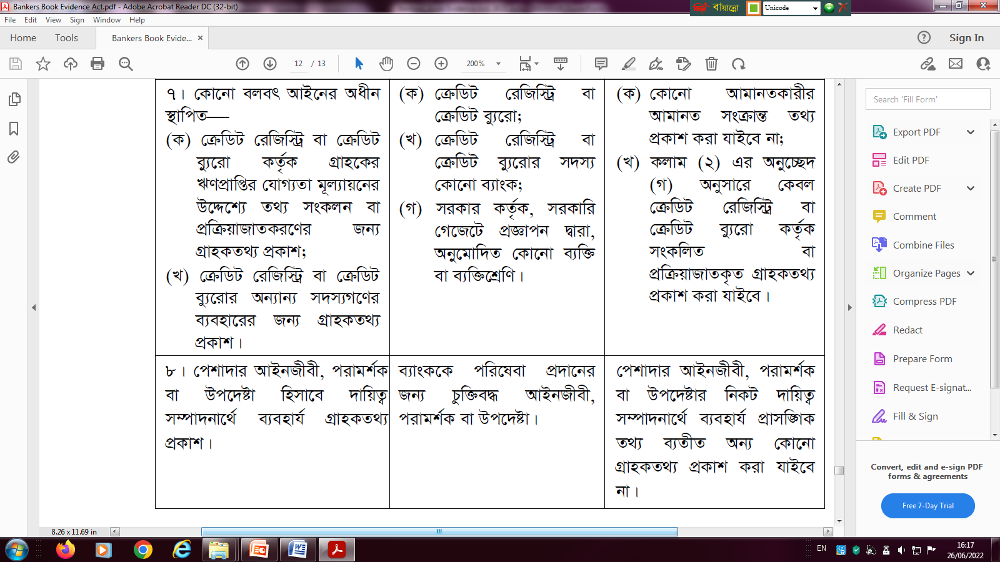 Bankers Book Evidence Act.pdf - Adobe Acrobat Reader DC (32-bit)
বায়ান্নো
Unicode
File Edit View Sign Window Help
Home Tools Bankers Book Evide... ×
Sign In
12 / 13
200%
৭। কোনো বলবৎ আইনের অধীন
স্থাপিত—
(ক) ক্রেডিট রেজিস্ট্রি বা ক্রেডিট
ব্যুরো কর্তৃক গ্রাহকের
ঋণপ্রাপ্তির যোগ্যতা মূল্যায়নের
উদ্দেশ্যে তথ্য সংকলন বা
প্রক্রিয়াজাতকরণের জন্য
গ্রাহকতথ্য প্রকাশ;
(খ) ক্রেডিট রেজিস্ট্রি বা ক্রেডিট
ব্যুরোর অন্যান্য সদস্যগণের
ব্যবহারের জন্য গ্রাহকতথ্য
প্রকাশ।
(ক) ক্রেডিট রেজিস্ট্রি বা
ক্রেডিট ব্যুরো;
(খ) ক্রেডিট রেজিস্ট্রি বা
ক্রেডিট ব্যুরোর সদস্য
কোনো ব্যাংক;
(গ) সরকার কর্তৃক, সরকারি
গেজেটে প্রজ্ঞাপন দ্বারা,
অনুমোদিত কোনো ব্যক্তি
বা ব্যক্তিশ্রেণি।
(ক) কোনো আমানতকারীর
আমানত সংক্রান্ত তথ্য
প্রকাশ করা যাইবে না;
(খ) কলাম (২) এর অনুচ্ছেদ
(গ) অনুসারে কেবল
ক্রেডিট রেজিস্ট্রি বা
ক্রেডিট ব্যুরো কর্তৃক
সংকলিত বা
প্রক্রিয়াজাতকৃত গ্রাহকতথ্য
প্রকাশ করা যাইবে।
৮। পেশাদার আইনজীবী, পরামর্শক
বা উপদেষ্টা হিসাবে দায়িত্ব
সম্পাদনার্থে ব্যবহার্য গ্রাহকতথ্য
প্রকাশ।
ব্যাংককে পরিষেবা প্রদানের
জন্য চুক্তিবদ্ধ আইনজীবী,
পরামর্শক বা উপদেষ্টা।
পেশাদার আইনজীবী, পরামর্শক
বা উপদেষ্টার নিকট দায়িত্ব
সম্পাদনার্থে ব্যবহার্য প্রাসঙ্গিক
তথ্য ব্যতীত অন্য কোনো
গ্রাহকতথ্য প্রকাশ করা যাইবে
না।
Search 'Fill Form'
Export PDF
Edit PDF
Create PDF
Comment
Combine Files
Organize Pages
Compress PDF
Redact
Prepare Form
Request E-signat...
Fill & Sign
Convert, edit and e-sign PDF
forms & agreements
Free 7-Day Trial
8.26 x 11.69 in
EN
16:17
26/06/2022